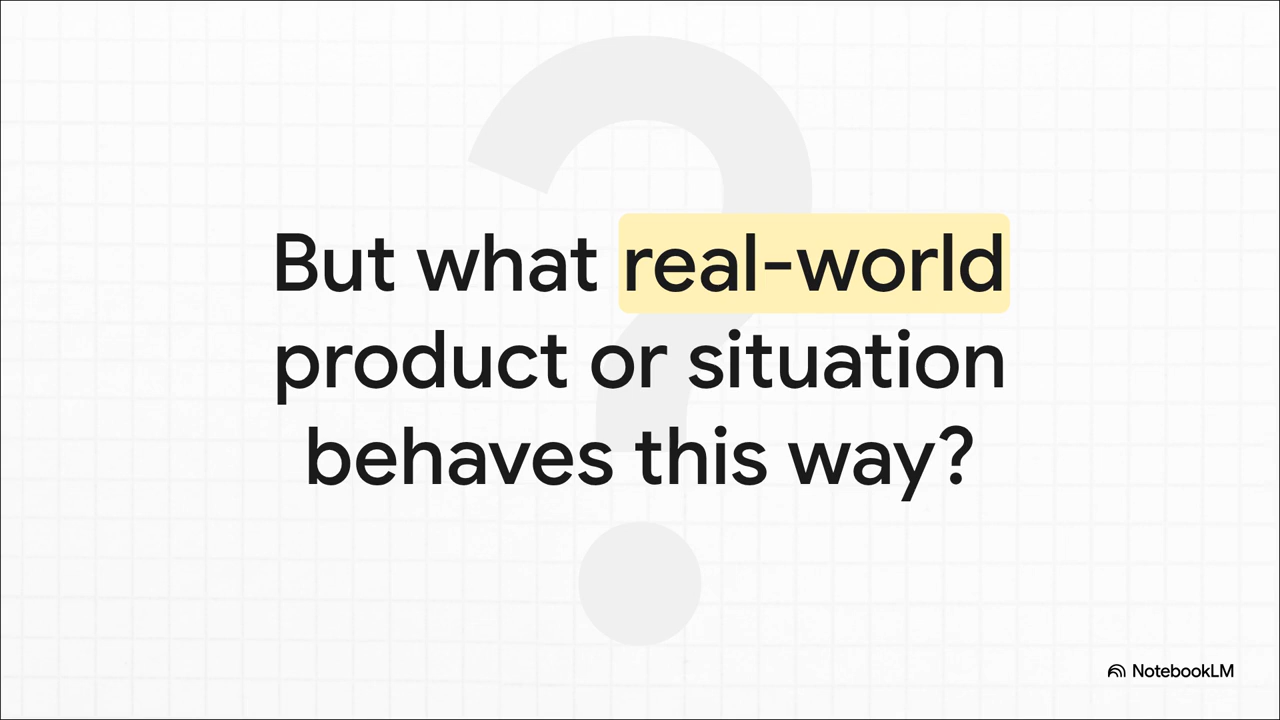 But what real-world
product or situation
behaves this way?
NotebookLM